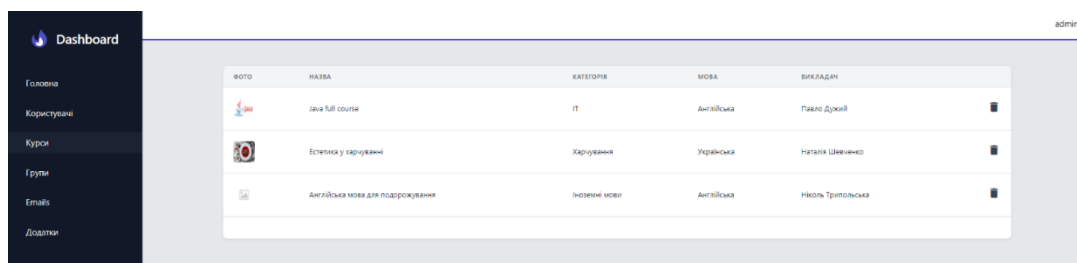 admin
Dashboard
Головна
Користувачі
Курси
Групи
Emails
Додатки
ФОТО НАЗВА КАТЕГОРІЯ МОВА ВИКЛАДАЧ
Java full course IT Англійська Павло Дужий
Естетика у харчуванні Харчування Українська Наталія Шевченко
Англійська мова для подорожування Іноземні мови Англійська Ніколь Трипольська